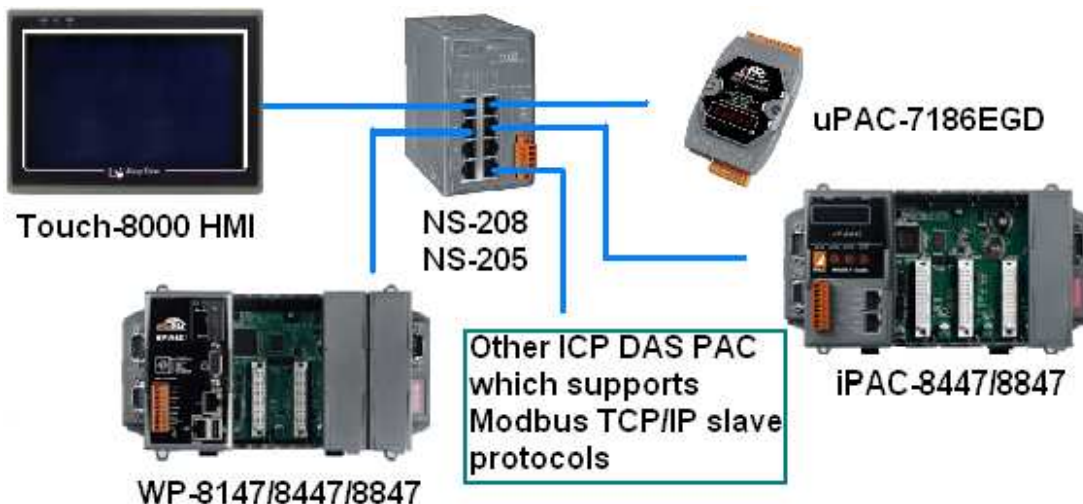 Touch-8000 HMI
NS-208
NS-205
uPAC-7186EGD
iPAC-8447/8847
Other ICP DAS PAC
which supports
Modbus TCP/IP slave
protocols
WP-8147/8447/8847